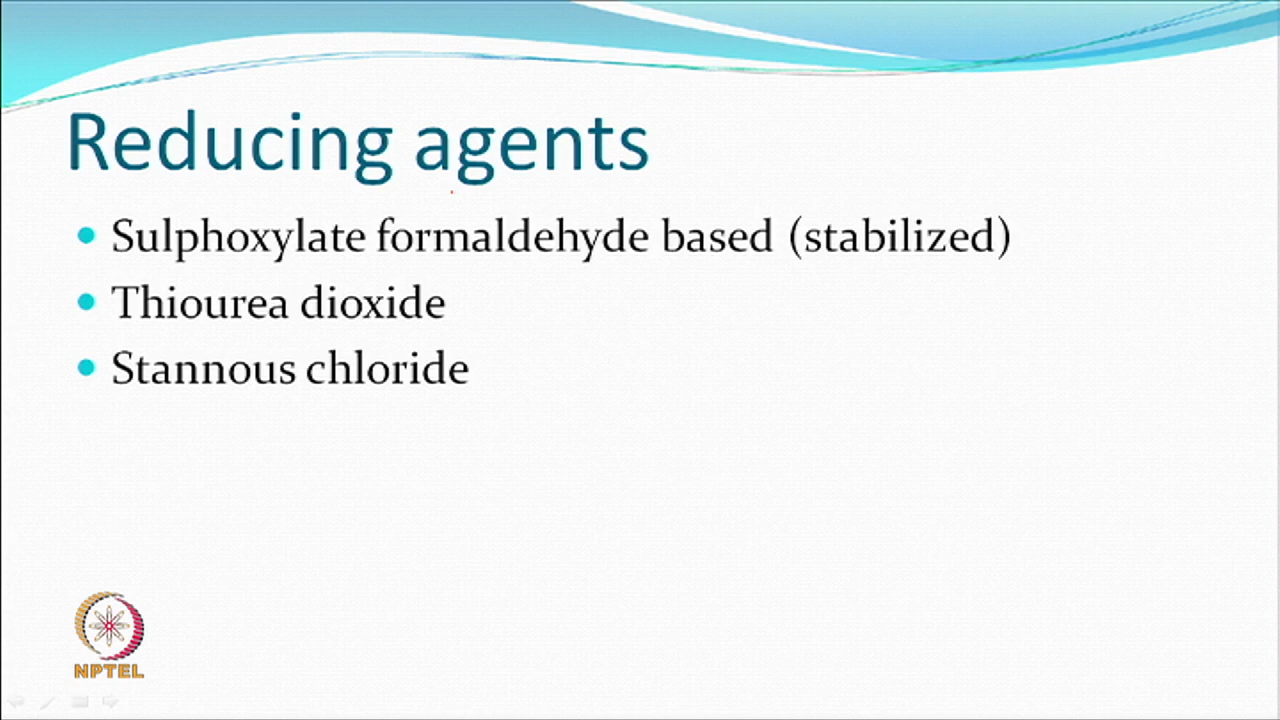 Reducing agents
Sulphoxylate formaldehyde based (stabilized)
Thiourea dioxide
Stannous chloride
NPTEL